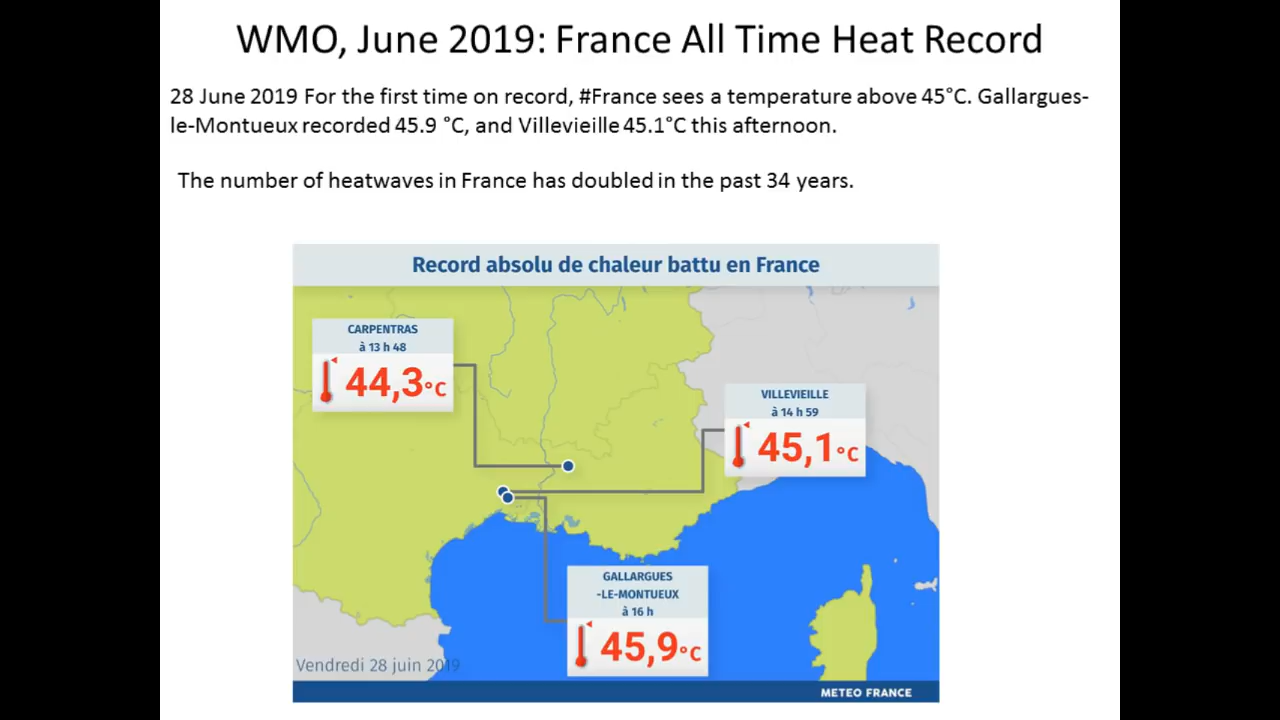 WMO, June 2019: France All Time Heat Record
28 June 2019 For the first time on record, #France sees a temperature above 45°C. Gallargues-
le-Montueux recorded 45.9 °C, and Villevieille 45.1°C this afternoon.
The number of heatwaves in France has doubled in the past 34 years.
Record absolu de chaleur battu en France
CARPENTRAS
à 13 h 48
44,3°C
VILLEVIEILLE
à 14 h 59
45,1°C
GALLARGUES
-LE-MONTUEUX
à 16 h
45,9°C
Vendredi 28 juin 2019
METEO FRANCE